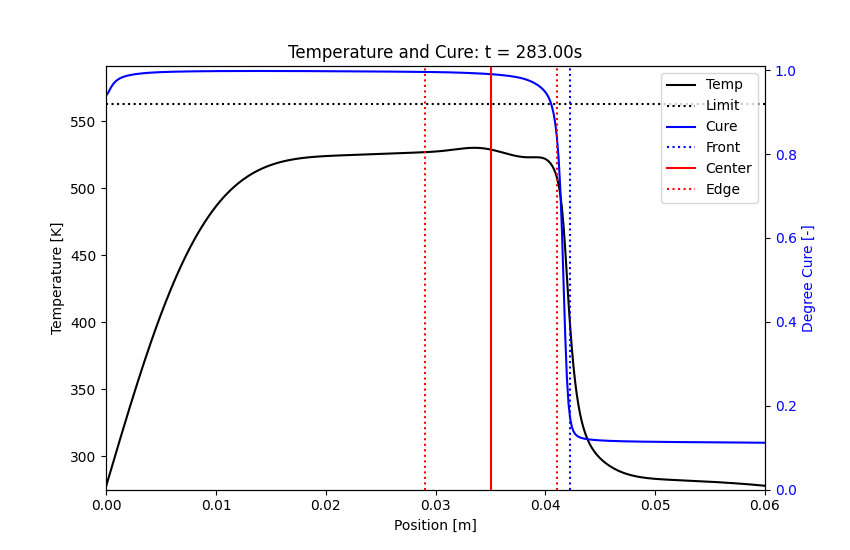 Temperature and Cure: t = 283.00s
Temp
Limit
Cure
Front
Center
Edge
Temperature [K]
550
500
450
400
350
300
Degree Cure [-]
1.0
0.8
0.6
0.4
0.2
0.0
0.00 0.01 0.02 0.03 0.04 0.05 0.06
Position [m]